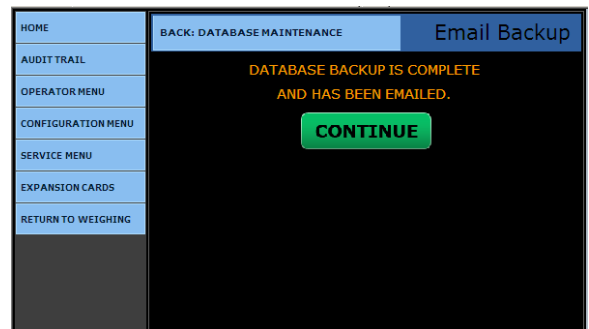 HOME
AUDIT TRAIL
OPERATOR MENU
CONFIGURATION MENU
SERVICE MENU
EXPANSION CARDS
RETURN TO WEIGHING
BACK: DATABASE MAINTENANCE
Email Backup
DATABASE BACKUP IS COMPLETE
AND HAS BEEN EMAILED.
CONTINUE